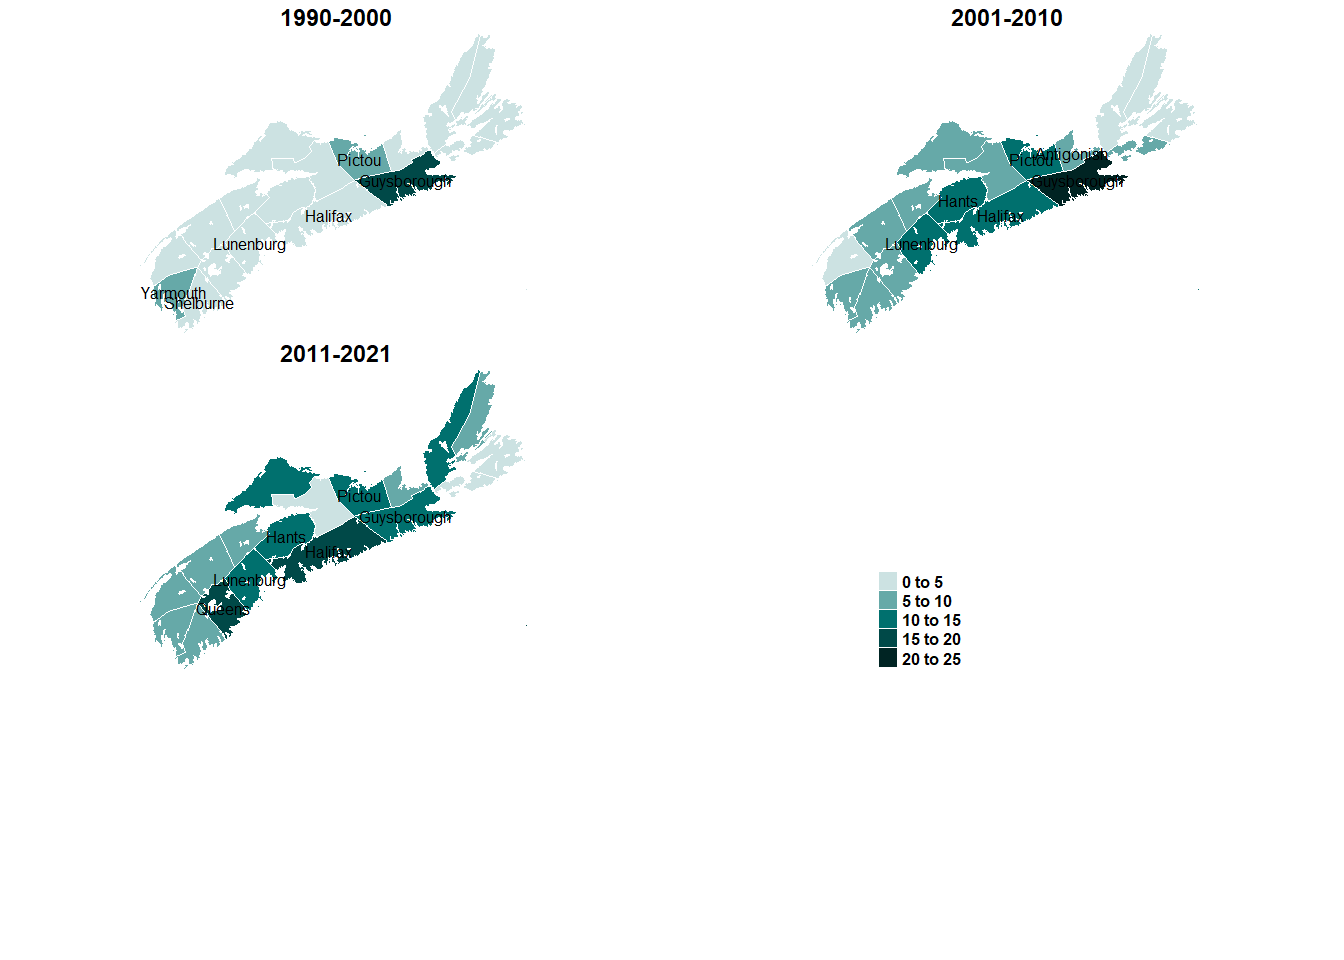 1990-2000
Pictou
Guysborough
Halifax
Lunenburg
Yarmouth
Shelburne
2001-2010
Antigonish
Pictou
Guysborough
Hants
Halifax
Lunenburg
2011-2021
Pictou
Guysborough
Hants
Halifax
Lunenburg
Queens
0 to 5
5 to 10
10 to 15
15 to 20
20 to 25